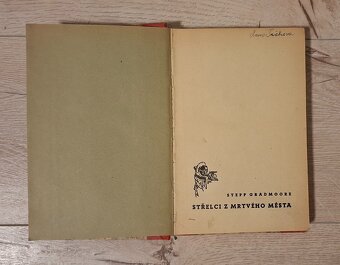 STEPP GRADMOORE
STŘELCI Z MRTVÉHO MĚSTA